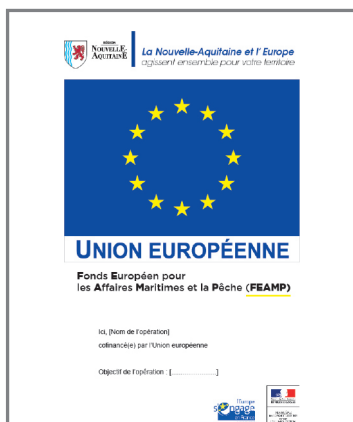 RÉGION
NOUVELLE-
AQUITAINE
La Nouvelle-Aquitaine et l'Europe
agissent ensemble pour votre territoire
UNION EUROPÉENNE
Fonds Européen pour
les Affaires Maritimes et la Pêche (FEAMP)
Ici, [Nom de l'opération]
cofinancé(e) par l'Union européenne
Objectif de l'opération : [.....................]
l'Europe
s'engage
en France